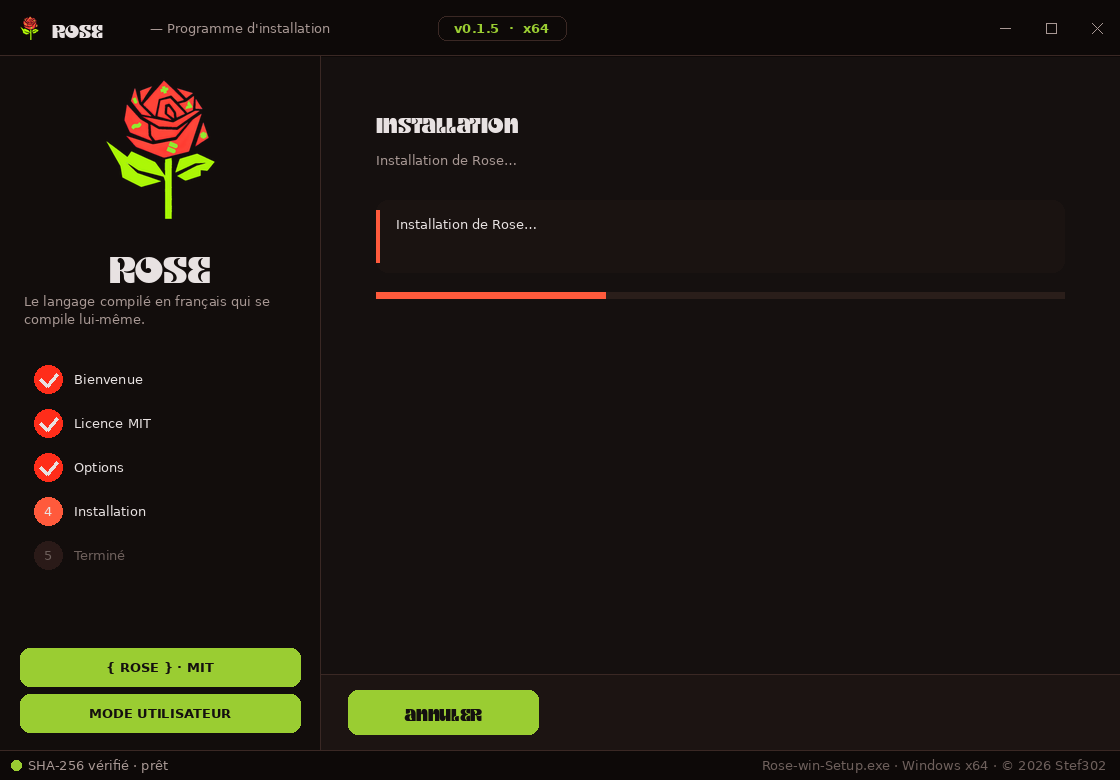 ROSE
— Programme d'installation
v0.1.5 · x64
ROSE
Le langage compilé en français qui se
compile lui-même.
Bienvenue
Licence MIT
Options
4 Installation
5 Terminé
{ ROSE } · MIT
MODE UTILISATEUR
INSTALLATION
Installation de Rose...
Installation de Rose...
ANNULER
SHA-256 vérifié · prêt
Rose-win-Setup.exe · Windows x64 · © 2026 Stef302